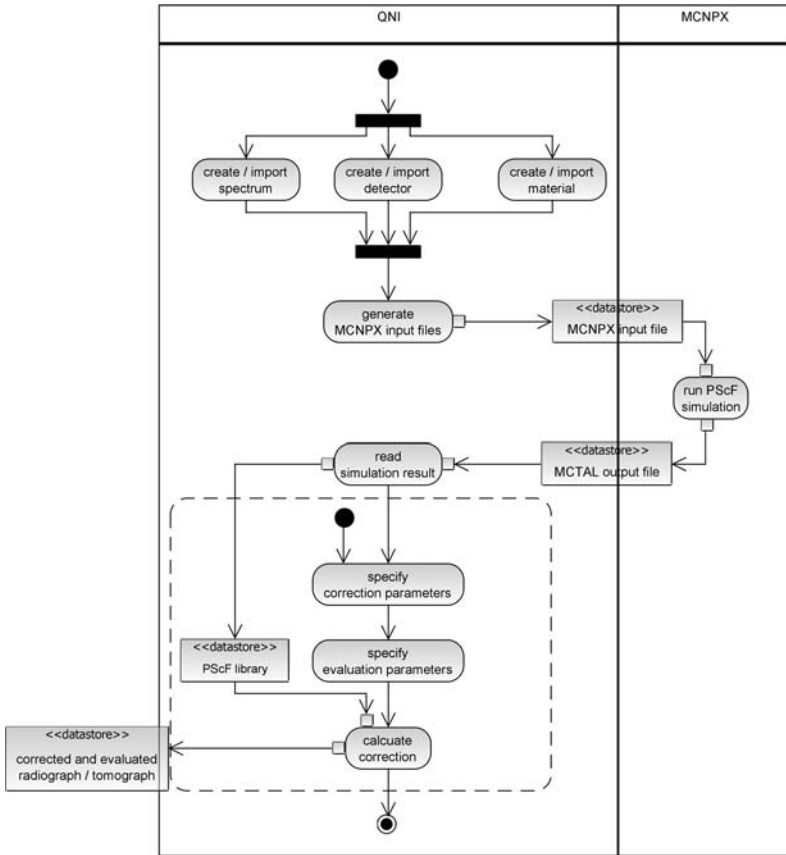 QNI
MCNPX
create / import
spectrum
create / import
detector
create / import
material
generate
MCNPX input files
<<datastore>>
MCNPX input file
run PScF
simulation
read
simulation result
<<datastore>>
MCTAL output file
specify
correction parameters
<<datastore>>
PScF library
specify
evaluation parameters
<<datastore>>
corrected and evaluated
radiograph / tomograph
calcuate
correction